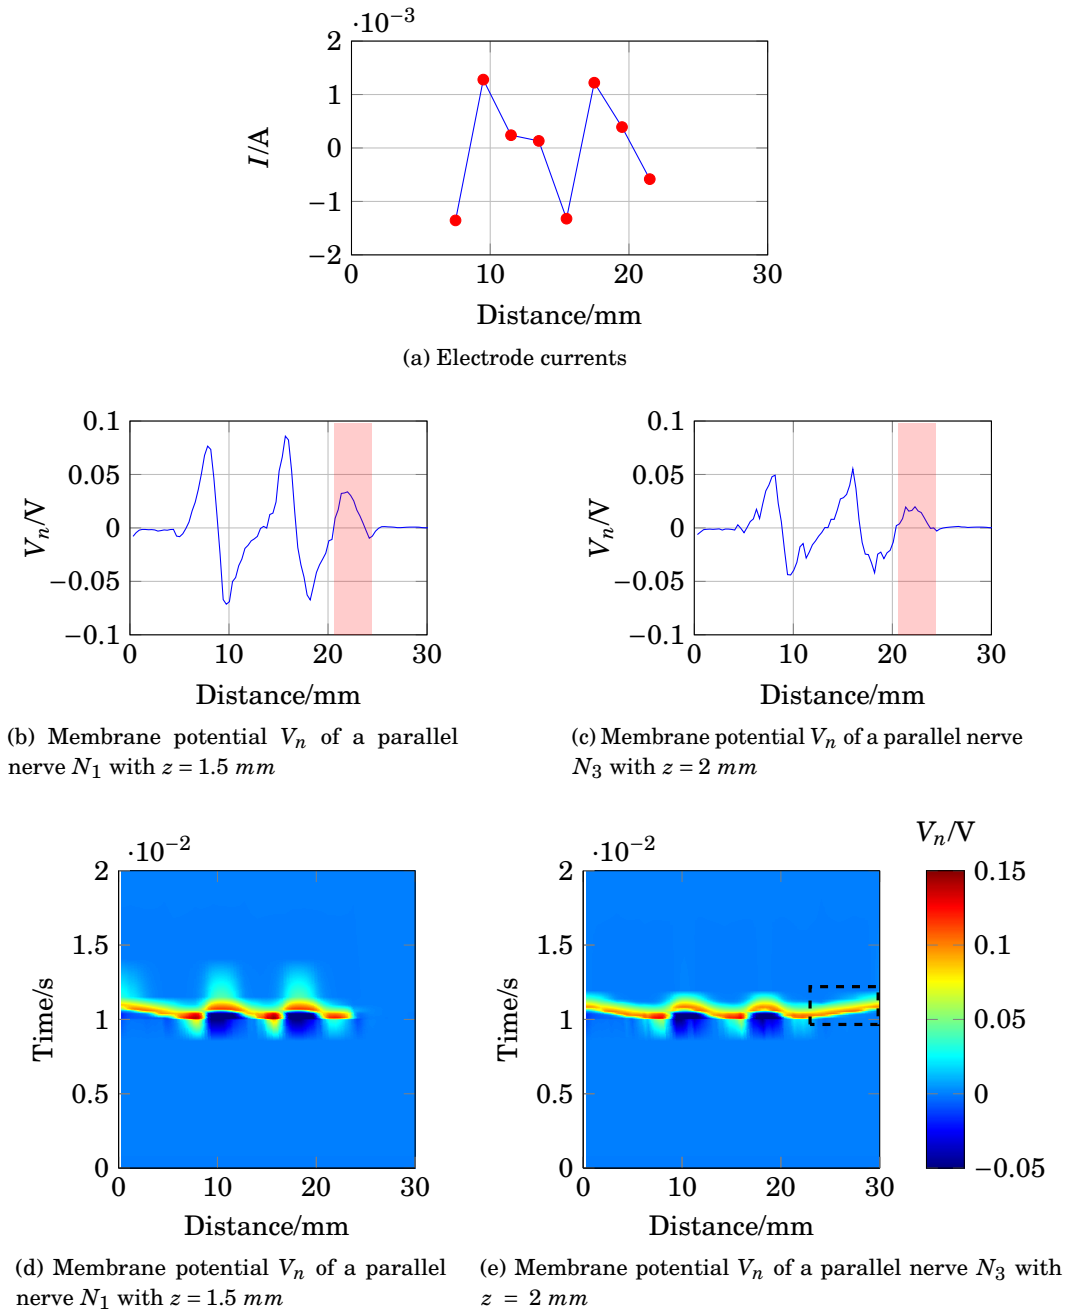 ·10−3
2
1
0
−1
−2
I/A
0 10 20 30
Distance/mm
(a) Electrode currents
0.1
0.05
0
−0.05
−0.1
Vn/V
0 10 20 30
Distance/mm
(b) Membrane potential Vn of a parallel
nerve N1 with z = 1.5 mm
0.1
0.05
0
−0.05
−0.1
Vn/V
0 10 20 30
Distance/mm
(c) Membrane potential Vn of a parallel nerve
N3 with z = 2 mm
·10−2
2
1.5
1
0.5
0
Time/s
0 10 20 30
Distance/mm
(d) Membrane potential Vn of a parallel
nerve N1 with z = 1.5 mm
·10−2
2
1.5
1
0.5
0
Time/s
0 10 20 30
Distance/mm
Vn/V
0.15
0.1
0.05
0
−0.05
(e) Membrane potential Vn of a parallel nerve N3 with
z = 2 mm